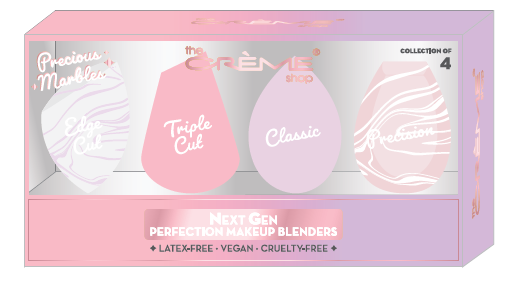 Precious
Marbles
the
CRÈME®
shop
COLLECTION OF
4
Edge
Cut
Triple
Cut
Classic
Precision
NEXT GEN
PERFECTION MAKEUP BLENDERS
✦ LATEX-FREE · VEGAN · CRUELTY-FREE ✦